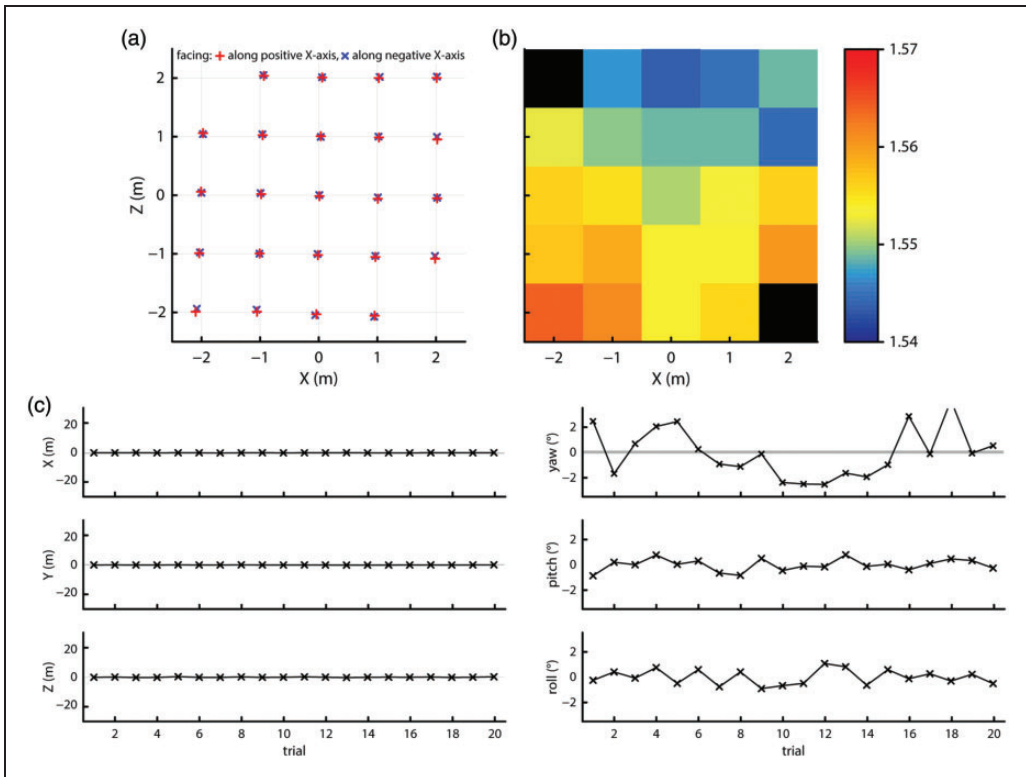 (a)
facing: + along positive X-axis, × along negative X-axis
2
1
0
−1
−2
Z (m)
−2 −1 0 1 2
X (m)
(b)
−2 −1 0 1 2
X (m)
1.57
1.56
1.55
1.54
(c)
20
0
−20
X (m)
20
0
−20
Y (m)
20
0
−20
Z (m)
2 4 6 8 10 12 14 16 18 20
trial
2
0
−2
yaw (°)
2
0
−2
pitch (°)
2
0
−2
roll (°)
2 4 6 8 10 12 14 16 18 20
trial